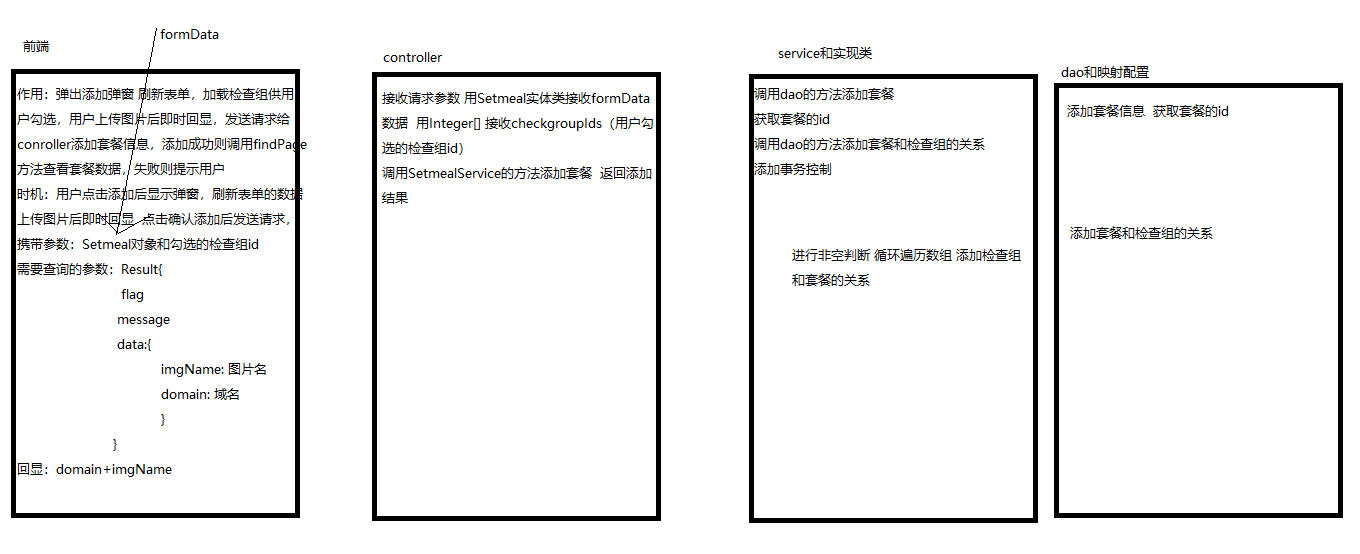 前端
formData
作用：弹出添加弹窗 刷新表单，加载检查组供用
户勾选，用户上传图片后即时回显，发送请求给
conroller添加套餐信息，添加成功则调用findPage
方法查看套餐数据，失败则提示用户
时机：用户点击添加后显示弹窗，刷新表单的数据
上传图片后即时回显 点击确认添加后发送请求，
携带参数：Setmeal对象和勾选的检查组id
需要查询的参数：Result{
flag
message
data:{
imgName: 图片名
domain: 域名
}
}
回显：domain+imgName
controller
接收请求参数 用Setmeal实体类接收formData
数据 用Integer[] 接收checkgroupIds（用户勾
选的检查组id）
调用SetmealService的方法添加套餐 返回添加
结果
service和实现类
调用dao的方法添加套餐
获取套餐的id
调用dao的方法添加套餐和检查组的关系
添加事务控制
进行非空判断 循环遍历数组 添加检查组
和套餐的关系
dao和映射配置
添加套餐信息 获取套餐的id
添加套餐和检查组的关系